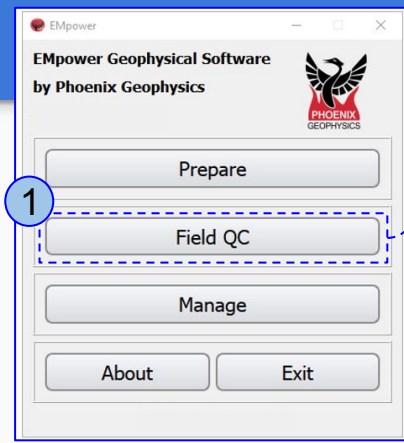 EMpower
EMpower Geophysical Software
by Phoenix Geophysics
PHOENIX
GEOPHYSICS
Prepare
1
Field QC
Manage
About
Exit